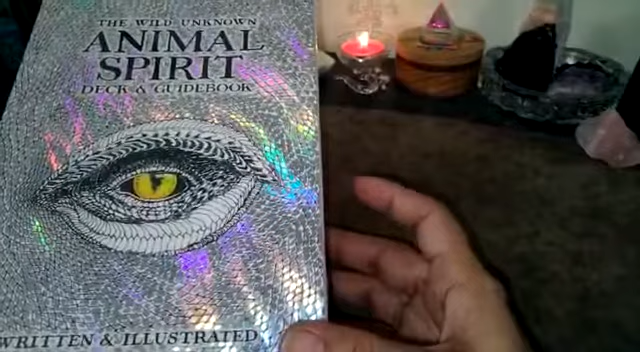 THE WILD UNKNOWN
ANIMAL
SPIRIT
DECK & GUIDEBOOK
WRITTEN & ILLUSTRATED